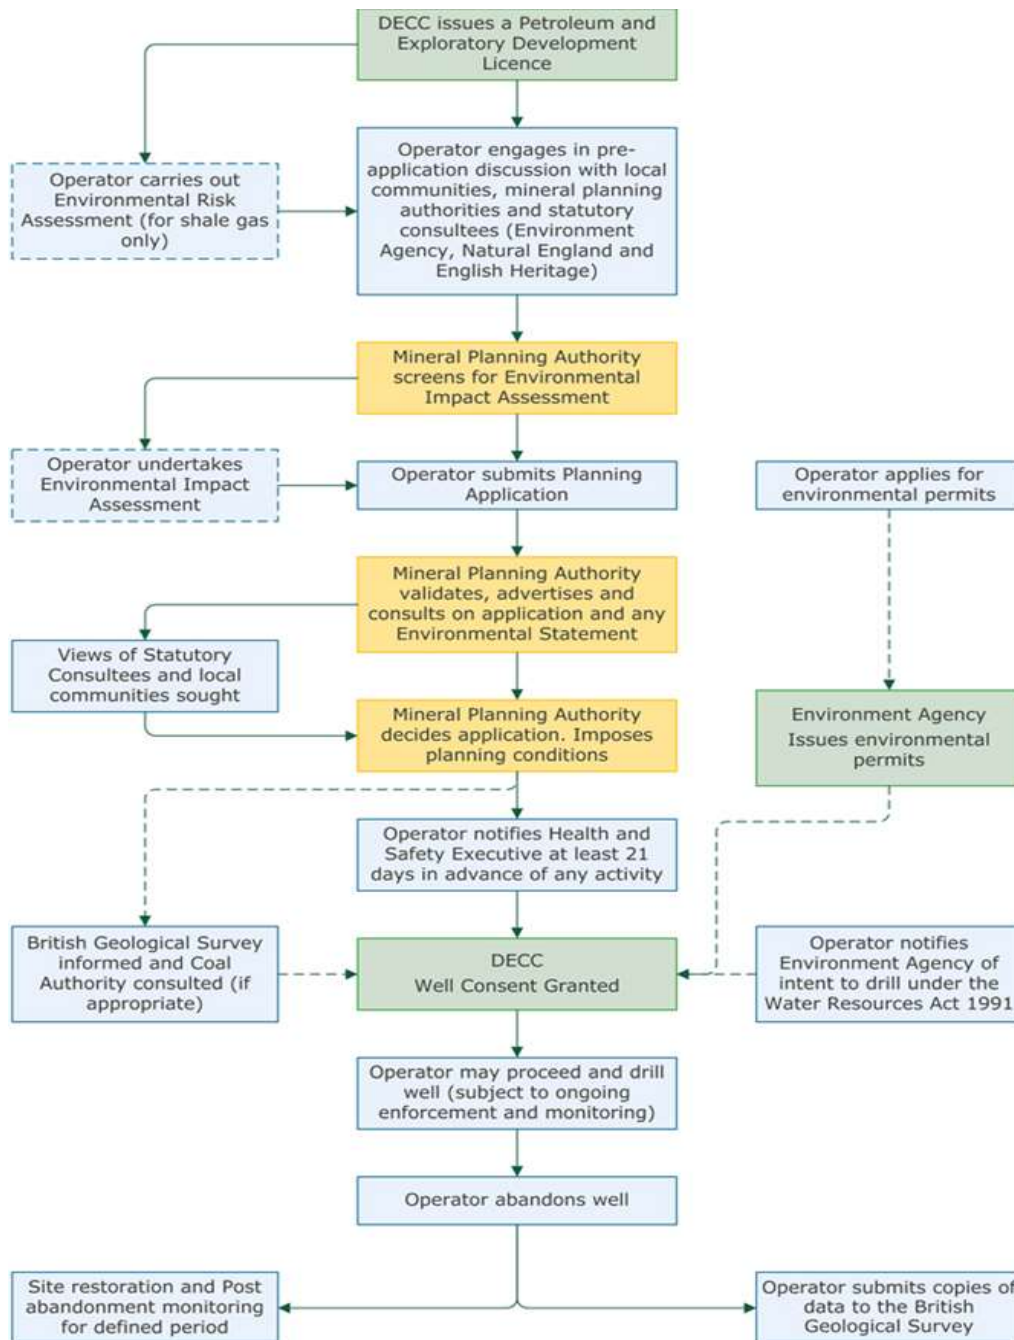 DECC issues a Petroleum and
Exploratory Development
Licence
Operator carries out
Environmental Risk
Assessment (for shale gas
only)
Operator engages in pre-
application discussion with local
communities, mineral planning
authorities and statutory
consultees (Environment
Agency, Natural England and
English Heritage)
Mineral Planning Authority
screens for Environmental
Impact Assessment
Operator undertakes
Environmental Impact
Assessment
Operator submits Planning
Application
Operator applies for
environmental permits
Mineral Planning Authority
validates, advertises and
consults on application and any
Environmental Statement
Views of Statutory
Consultees and local
communities sought
Mineral Planning Authority
decides application. Imposes
planning conditions
Environment Agency
Issues environmental
permits
Operator notifies Health and
Safety Executive at least 21
days in advance of any activity
British Geological Survey
informed and Coal
Authority consulted (if
appropriate)
DECC
Well Consent Granted
Operator notifies
Environment Agency of
intent to drill under the
Water Resources Act 1991
Operator may proceed and drill
well (subject to ongoing
enforcement and monitoring)
Operator abandons well
Site restoration and Post
abandonment monitoring
for defined period
Operator submits copies of
data to the British
Geological Survey